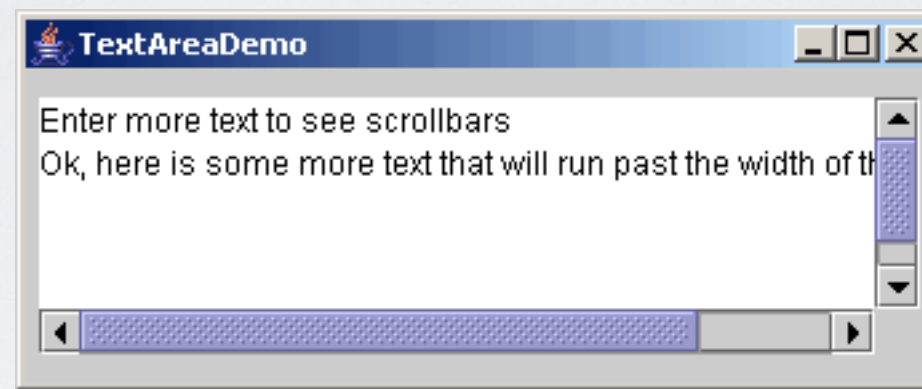 TextAreaDemo
Enter more text to see scrollbars
Ok, here is some more text that will run past the width of th